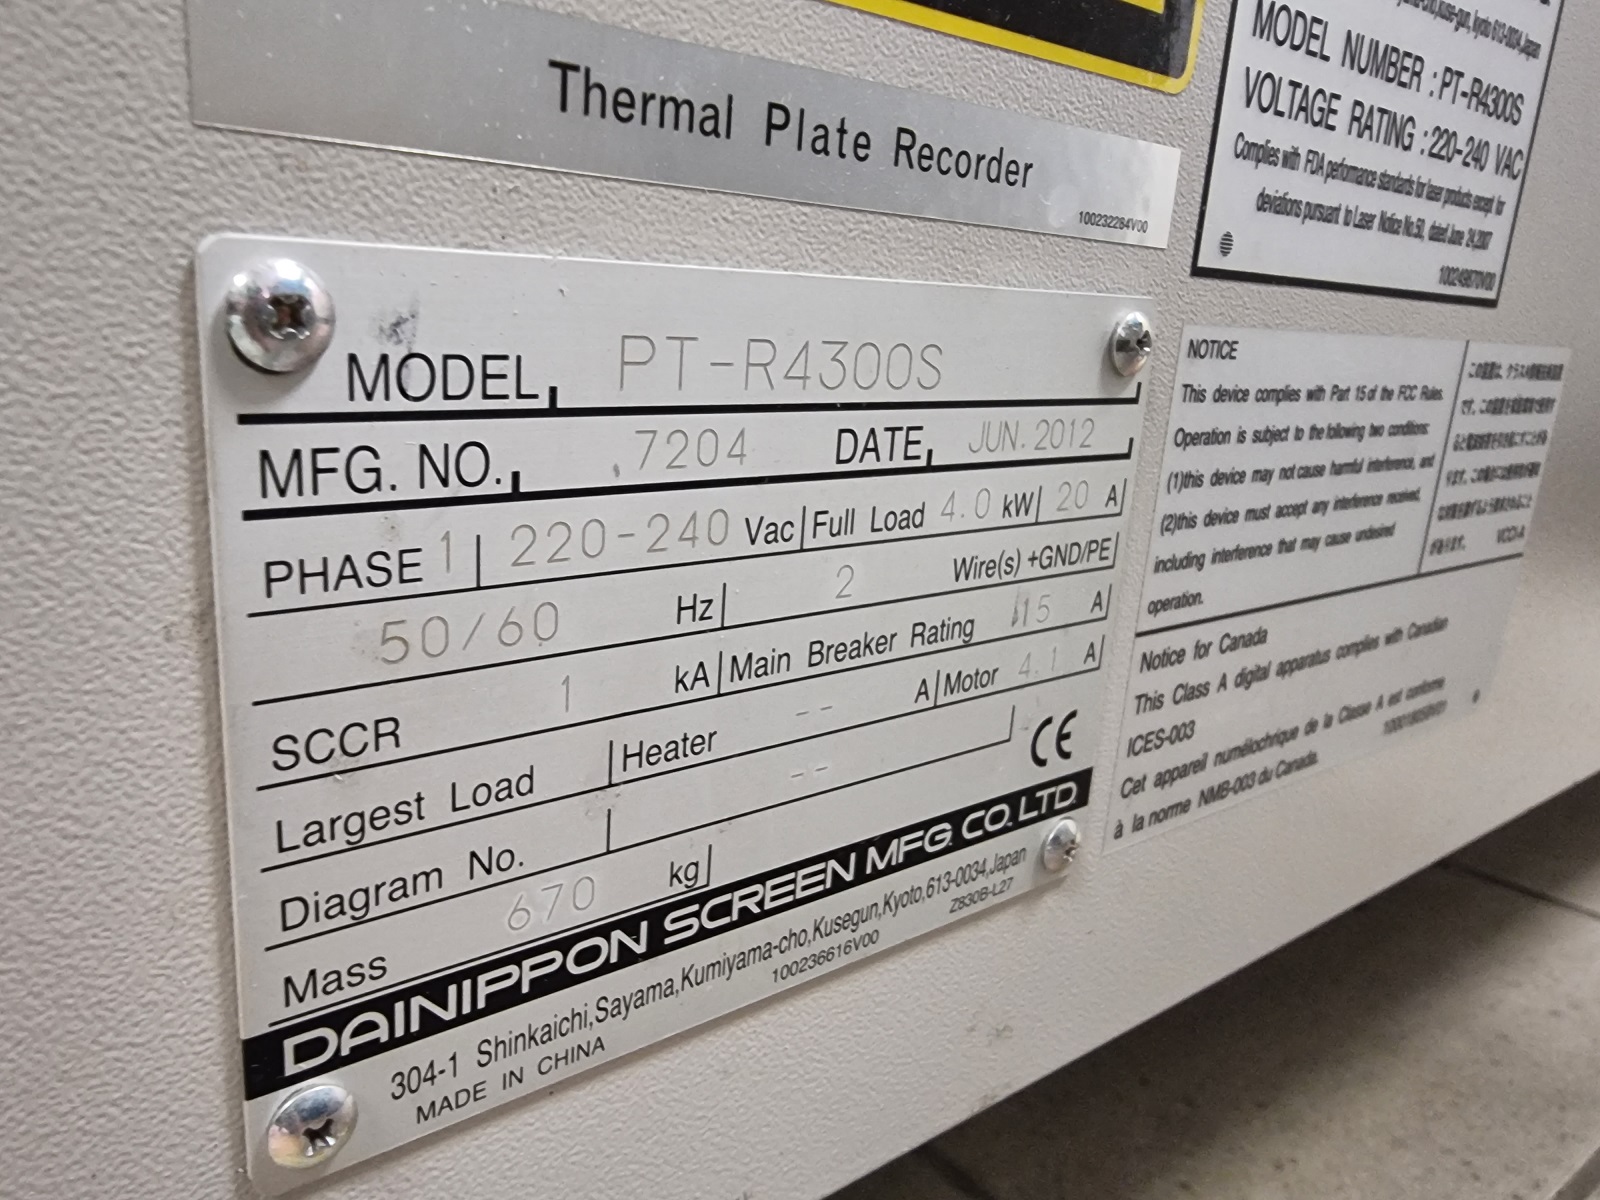 Thermal Plate Recorder
100232284V00
MODEL PT-R4300S
MFG. NO. 7204 DATE JUN. 2012
PHASE 1 220-240 Vac Full Load 4.0 kW 20 A
50/60 Hz 2 Wire(s) +GND/PE
SCCR 1 kA Main Breaker Rating 15 A
Largest Load Heater -- A Motor 4.1 A
Diagram No. --
Mass 670 kg
CE
DAINIPPON SCREEN MFG. CO. LTD.
304-1 Shinkaichi,Sayama,Kumiyama-cho,Kusegun,Kyoto,613-0034,Japan
MADE IN CHINA 100236616V00 Z830B-L27
kyoto 613-0034,Japan
MODEL NUMBER : PT-R4300S
VOLTAGE RATING : 220-240 VAC
Complies with FDA performance standards for laser products except for
deviations pursuant to Laser Notice No.50, dated June 24,2007
100249870V00
NOTICE
This device complies with Part 15 of the FCC Rules.
Operation is subject to the following two conditions:
(1)this device may not cause harmful interference, and
(2)this device must accept any interference received,
including interference that may cause undesired
operation.
VCCI-A
Notice for Canada
This Class A digital apparatus complies with Canadian
ICES-003
Cet appareil numélochrique de la Classe A est conforme
à la norme NMB-003 du Canada.